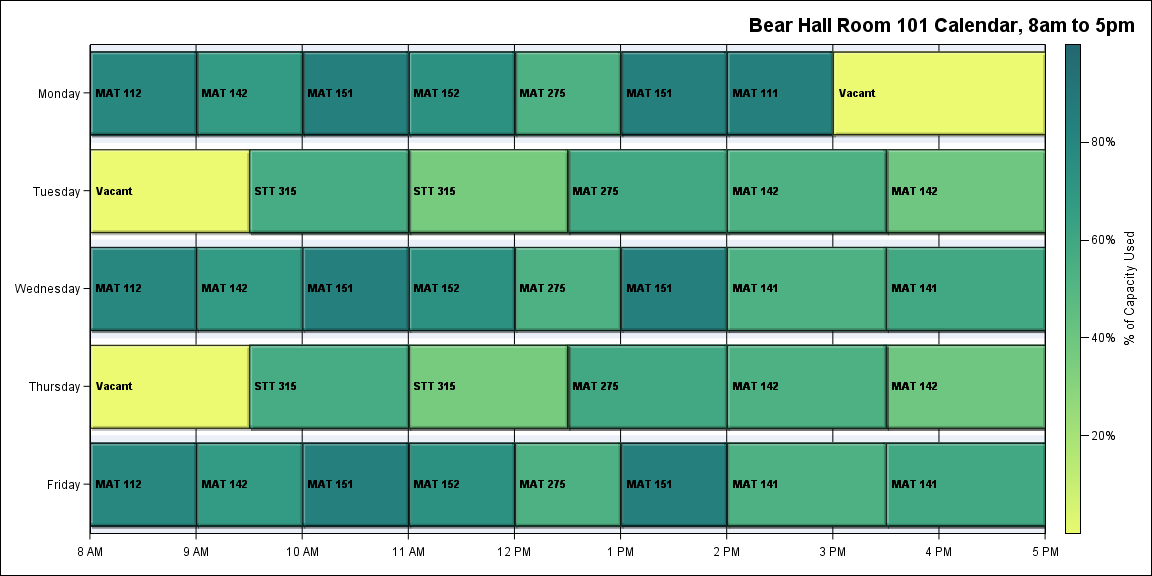 Bear Hall Room 101 Calendar, 8am to 5pm
Monday
MAT 112 MAT 142 MAT 151 MAT 152 MAT 275 MAT 151 MAT 111 Vacant
Tuesday
Vacant STT 315 STT 315 MAT 275 MAT 142 MAT 142
Wednesday
MAT 112 MAT 142 MAT 151 MAT 152 MAT 275 MAT 151 MAT 141 MAT 141
Thursday
Vacant STT 315 STT 315 MAT 275 MAT 142 MAT 142
Friday
MAT 112 MAT 142 MAT 151 MAT 152 MAT 275 MAT 151 MAT 141 MAT 141
8 AM 9 AM 10 AM 11 AM 12 PM 1 PM 2 PM 3 PM 4 PM 5 PM
80%
60%
40%
20%
% of Capacity Used